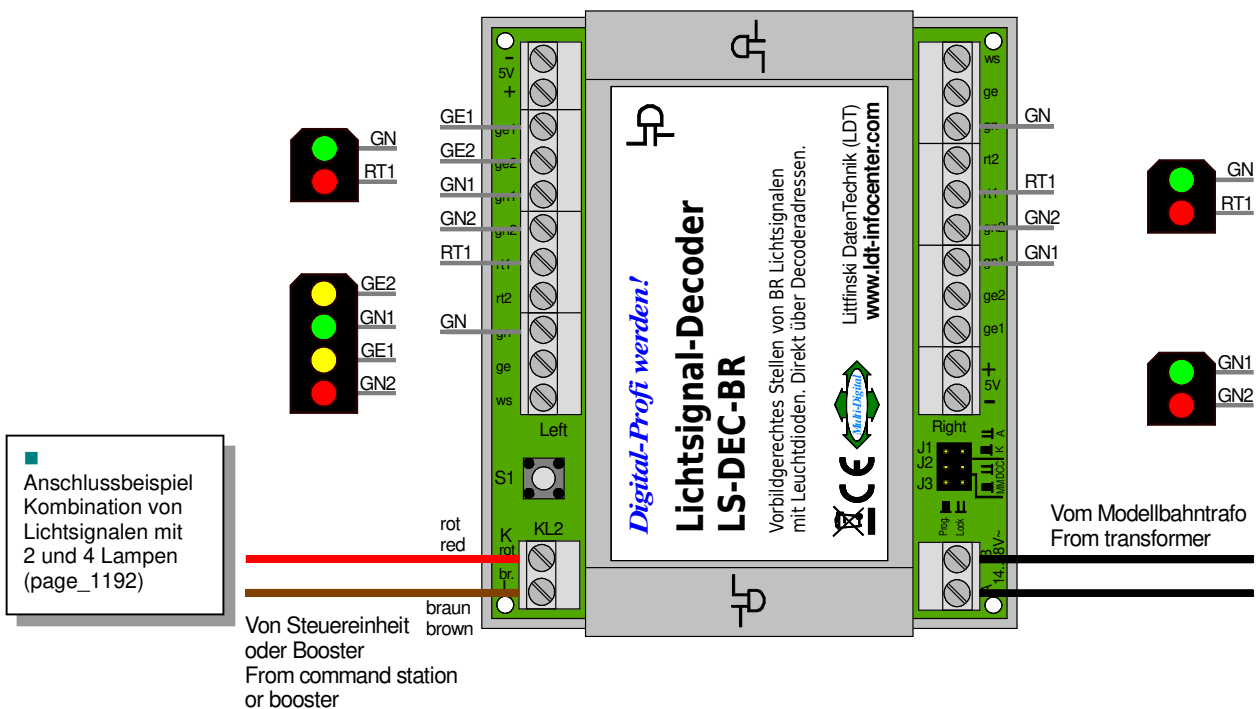 GN
RT1
GE2
GN1
GE1
GN2
■
Anschlussbeispiel
Kombination von
Lichtsignalen mit
2 und 4 Lampen
(page_1192)
GE1
GE2
GN1
GN2
RT1
GN
-
5V
+
ge1
ge2
gn1
gn2
rt1
rt2
gn
ge
ws
Left
S1
K
KL2
rot
br.
rot
red
braun
brown
Von Steuereinheit
oder Booster
From command station
or booster
Digital-Profi werden!
Lichtsignal-Decoder
LS-DEC-BR
Vorbildgerechtes Stellen von BR Lichtsignalen
mit Leuchtdioden. Direkt über Decoderadressen.
Littfinski DatenTechnik (LDT)
www.ldt-infocenter.com
Multi-Digital
CE
ws
ge
gn
rt2
rt1
gn2
gn1
ge2
ge1
+
5V
-
Right
J1
J2
J3
A
K
DCC
MM
Prog.
Lock
B
14...18V~
A
GN
RT1
GN2
GN1
GN
RT1
GN1
GN2
Vom Modellbahntrafo
From transformer